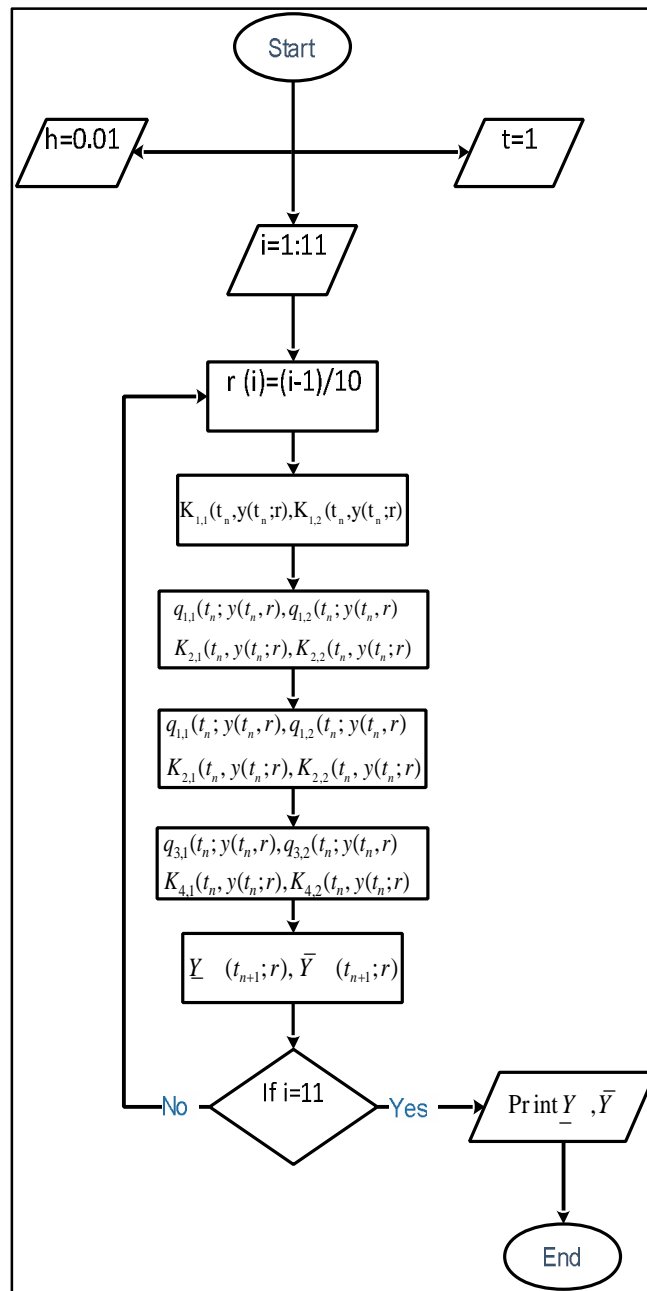 Start
h=0.01
t=1
i=1:11
r (i)=(i-1)/10
K₁,₁(tₙ,y(tₙ;r),K₁,₂(tₙ,y(tₙ;r)
q₁,₁(tₙ; y(tₙ,r),q₁,₂(tₙ; y(tₙ,r)
K₂,₁(tₙ, y(tₙ;r),K₂,₂(tₙ, y(tₙ;r)
q₁,₁(tₙ; y(tₙ,r),q₁,₂(tₙ; y(tₙ,r)
K₂,₁(tₙ, y(tₙ;r),K₂,₂(tₙ, y(tₙ;r)
q₃,₁(tₙ; y(tₙ,r),q₃,₂(tₙ; y(tₙ,r)
K₄,₁(tₙ, y(tₙ;r),K₄,₂(tₙ, y(tₙ;r)
Y̲ (tₙ₊₁;r), Y̅ (tₙ₊₁;r)
If i=11
No
Yes
Print Y̲ ,Y̅
End